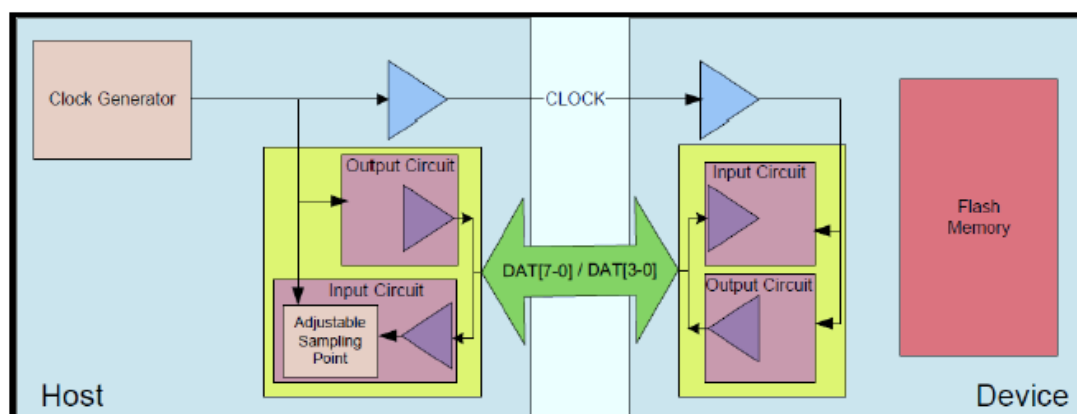 Clock Generator
CLOCK
Output Circuit
Input Circuit
Flash
Memory
DAT[7-0] / DAT[3-0]
Input Circuit
Output Circuit
Adjustable
Sampling
Point
Host
Device